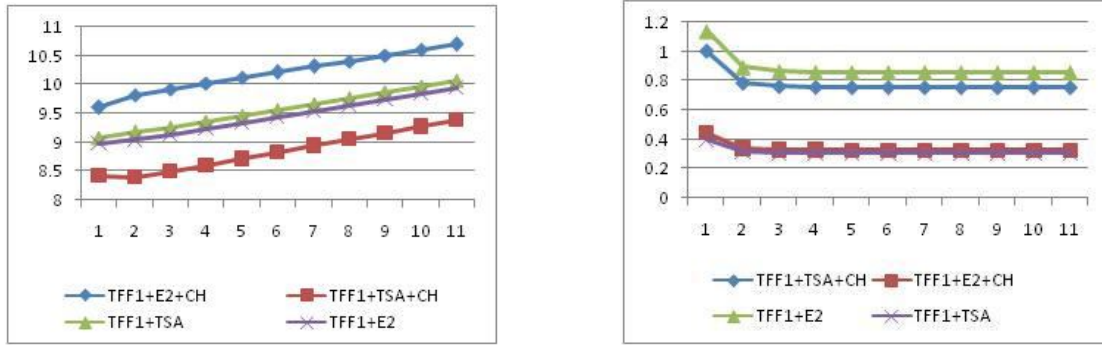 11
10.5
10
9.5
9
8.5
8
1 2 3 4 5 6 7 8 9 10 11
TFF1+E2+CH TFF1+TSA+CH
TFF1+TSA TFF1+E2
1.2
1
0.8
0.6
0.4
0.2
0
1 2 3 4 5 6 7 8 9 10 11
TFF1+TSA+CH TFF1+E2+CH
TFF1+E2 TFF1+TSA